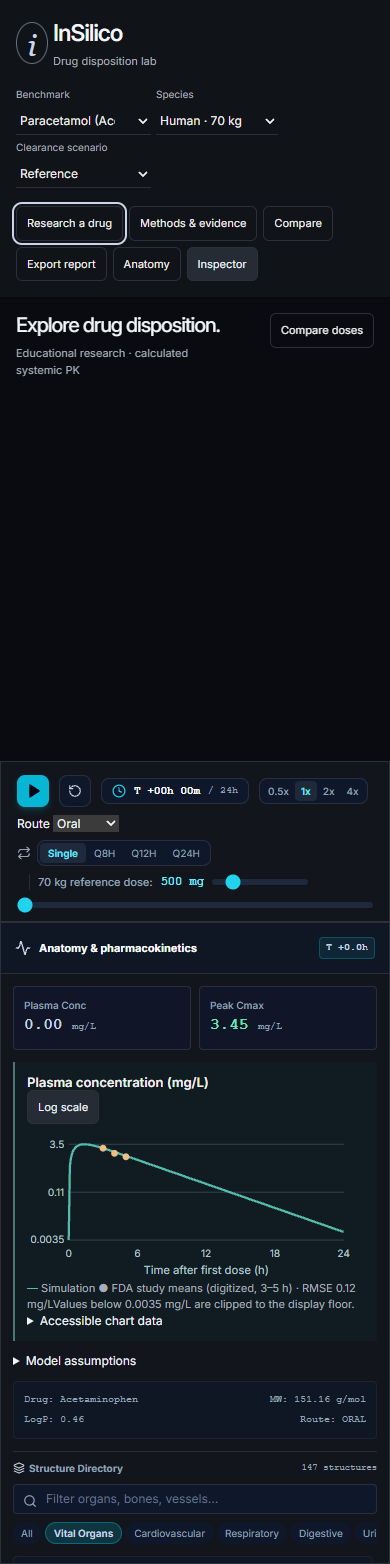 i InSilico
Drug disposition lab
Benchmark Species
Paracetamol (Ac Human · 70 kg
Clearance scenario
Reference
Research a drug Methods & evidence Compare
Export report Anatomy Inspector
Explore drug disposition. Compare doses
Educational research · calculated
systemic PK
T +00h 00m / 24h 0.5x 1x 2x 4x
Route Oral
Single Q8H Q12H Q24H
70 kg reference dose: 500 mg
Anatomy & pharmacokinetics T +0.0h
Plasma Conc Peak Cmax
0.00 mg/L 3.45 mg/L
Plasma concentration (mg/L)
Log scale
3.5
0.11
0.0035
0 6 12 18 24
Time after first dose (h)
— Simulation ● FDA study means (digitized, 3–5 h) · RMSE 0.12
mg/LValues below 0.0035 mg/L are clipped to the display floor.
▶ Accessible chart data
▶ Model assumptions
Drug: Acetaminophen MW: 151.16 g/mol
LogP: 0.46 Route: ORAL
Structure Directory 147 structures
Filter organs, bones, vessels...
All Vital Organs Cardiovascular Respiratory Digestive Uri